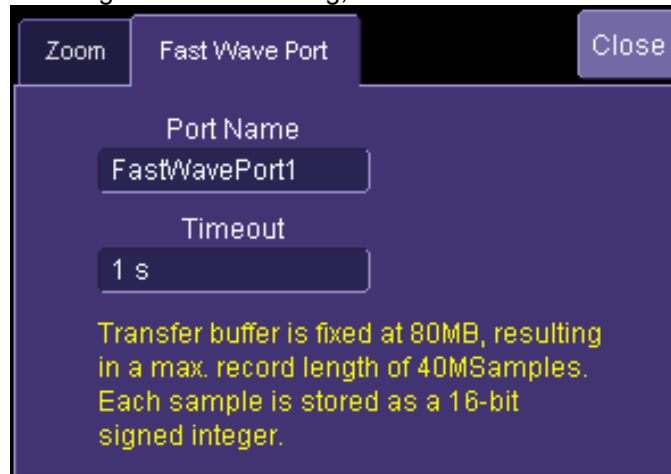 Zoom Fast Wave Port Close
Port Name
FastWavePort1
Timeout
1 s
Transfer buffer is fixed at 80MB, resulting
in a max. record length of 40MSamples.
Each sample is stored as a 16-bit
signed integer.